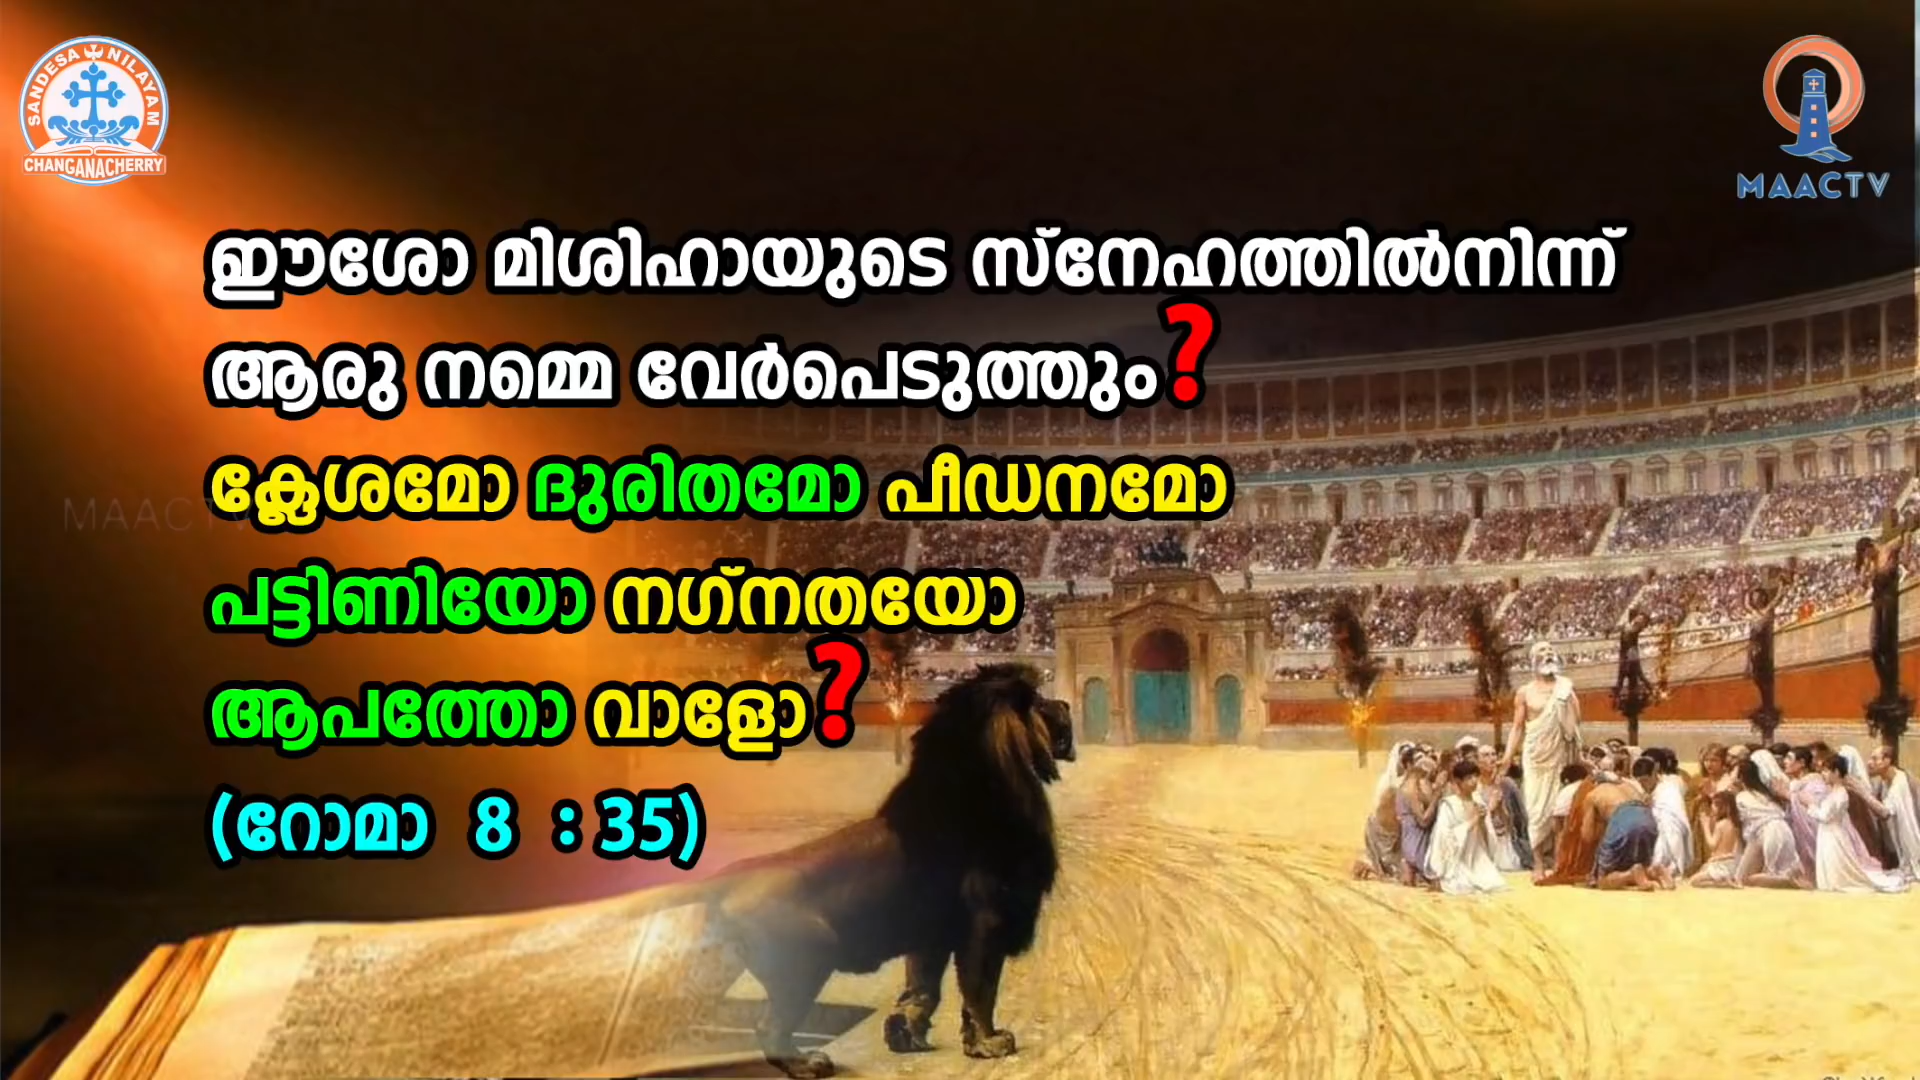 SANDESA NILAYAM
CHANGANACHERRY
MAACTV
ഈശോ മിശിഹായുടെ സ്നേഹത്തിൽനിന്ന്
ആരു നമ്മെ വേർപെടുത്തും?
ക്ലേശമോ ദുരിതമോ പീഡനമോ
MAACTV
പട്ടിണിയോ നഗ്നതയോ
ആപത്തോ വാളോ?
(റോമാ 8 : 35)